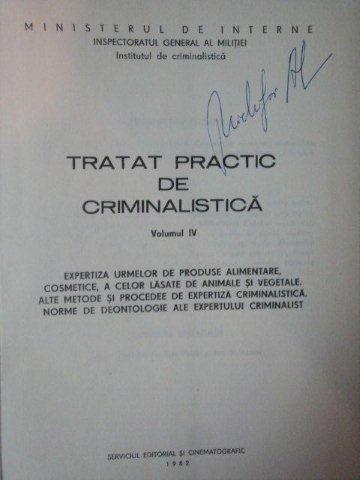 MINISTERUL DE INTERNE
INSPECTORATUL GENERAL AL MILIȚIEI
Institutul de criminalistică
TRATAT PRACTIC
DE
CRIMINALISTICĂ
Volumul IV
EXPERTIZA URMELOR DE PRODUSE ALIMENTARE,
COSMETICE, A CELOR LĂSATE DE ANIMALE ȘI VEGETALE.
ALTE METODE ȘI PROCEDEE DE EXPERTIZĂ CRIMINALISTICĂ.
NORME DE DEONTOLOGIE ALE EXPERTULUI CRIMINALIST
SERVICIUL EDITORIAL ȘI CINEMATOGRAFIC
1982